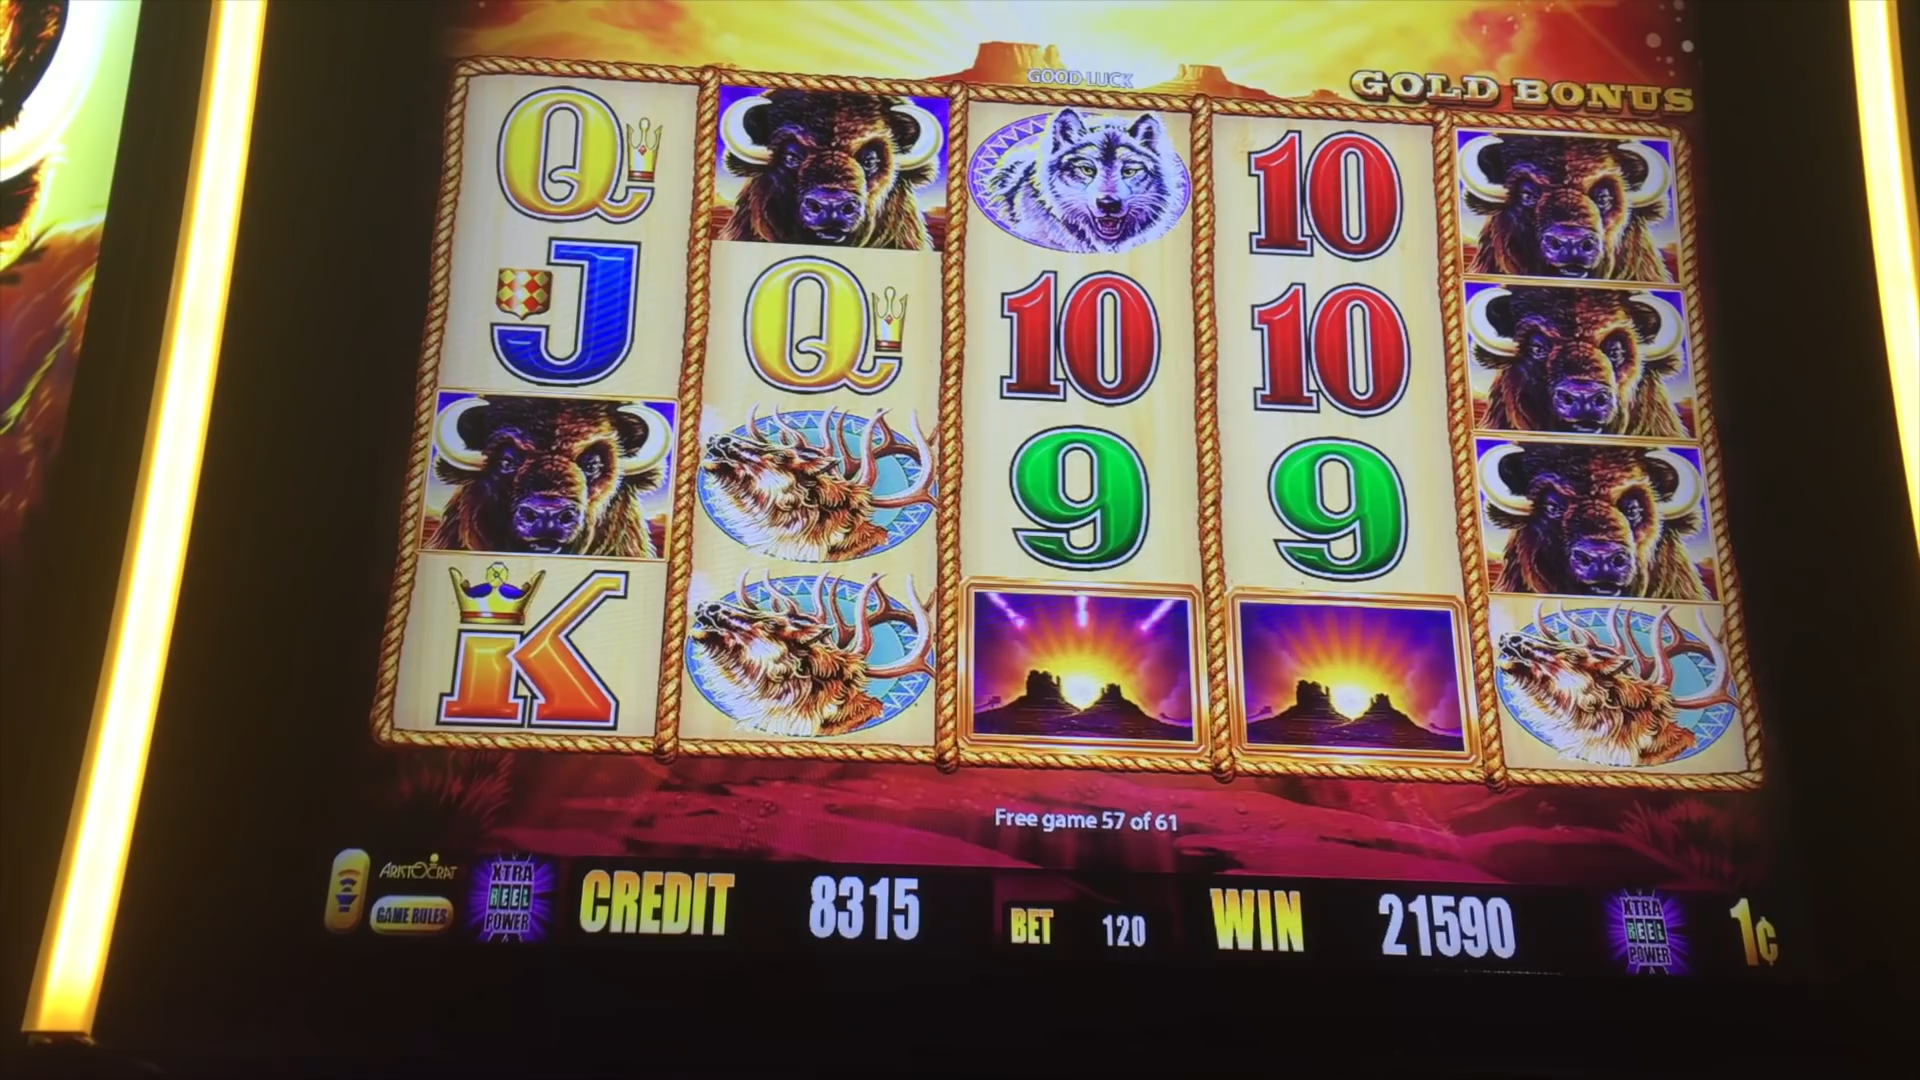 GOOD LUCK
GOLD BONUS
Q
10
J
Q
10
10
9
9
K
Free game 57 of 61
ARISTOCRAT
GAME RULES
XTRA
REEL
POWER
CREDIT 8315
BET 120
WIN 21590
XTRA
REEL
POWER
1¢